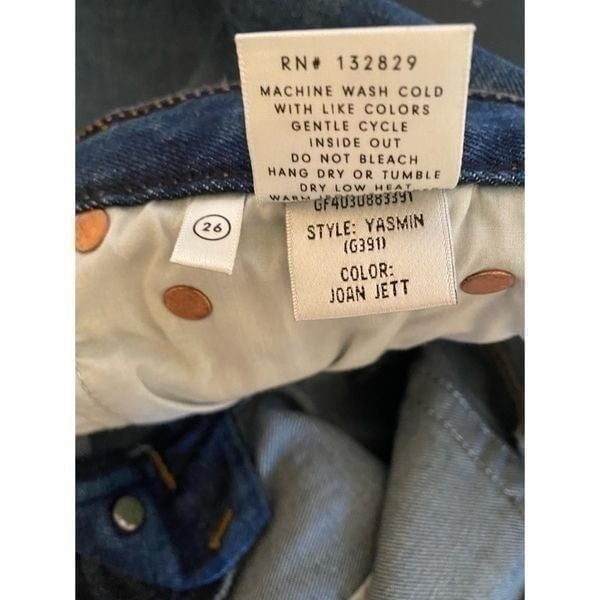 RN# 132829
MACHINE WASH COLD
WITH LIKE COLORS
GENTLE CYCLE
INSIDE OUT
DO NOT BLEACH
HANG DRY OR TUMBLE
DRY LOW HEAT
26
GF4030883391
STYLE: YASMIN
(G391)
COLOR:
JOAN JETT